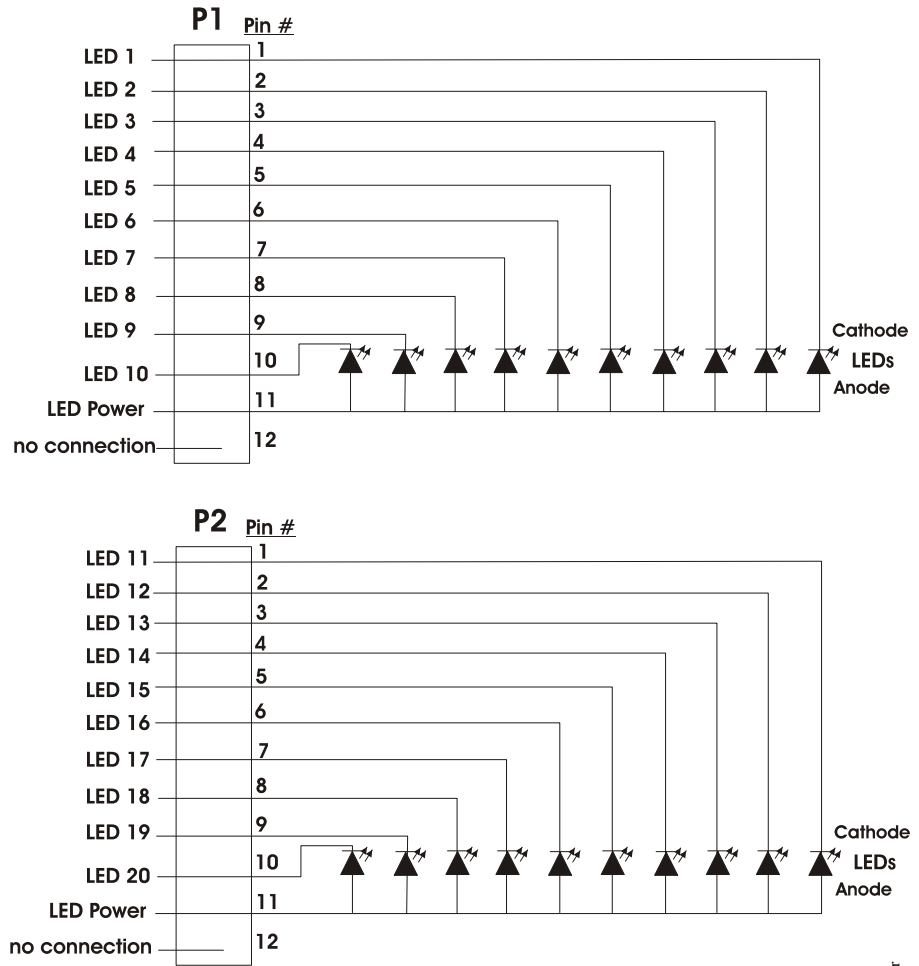 P1 Pin #
LED 1 1
LED 2 2
LED 3 3
LED 4 4
LED 5 5
LED 6 6
LED 7 7
LED 8 8
LED 9 9
LED 10 10
LED Power 11
no connection 12
Cathode
LEDs
Anode
P2 Pin #
LED 11 1
LED 12 2
LED 13 3
LED 14 4
LED 15 5
LED 16 6
LED 17 7
LED 18 8
LED 19 9
LED 20 10
LED Power 11
no connection 12
Cathode
LEDs
Anode